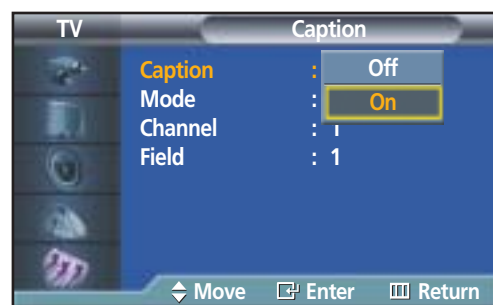 TV Caption
Caption : Off
Mode : On
Channel : 1
Field : 1
Move Enter Return